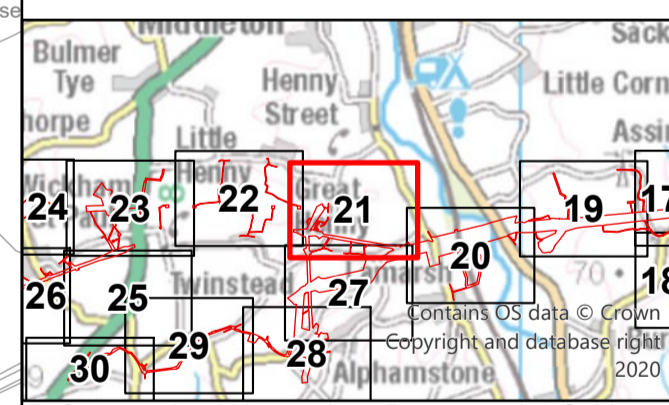 se
Middleton
Sack
Bulmer
Tye
Henny
Street
Little Corn
horpe
Little
Henny
Assi
Wickham
24
23
22
Great
21
19
17
20
26
25
Twinstead
27
70
18
Contains OS data © Crown
Copyright and database right
2020
30
29
28
Alphamstone
9